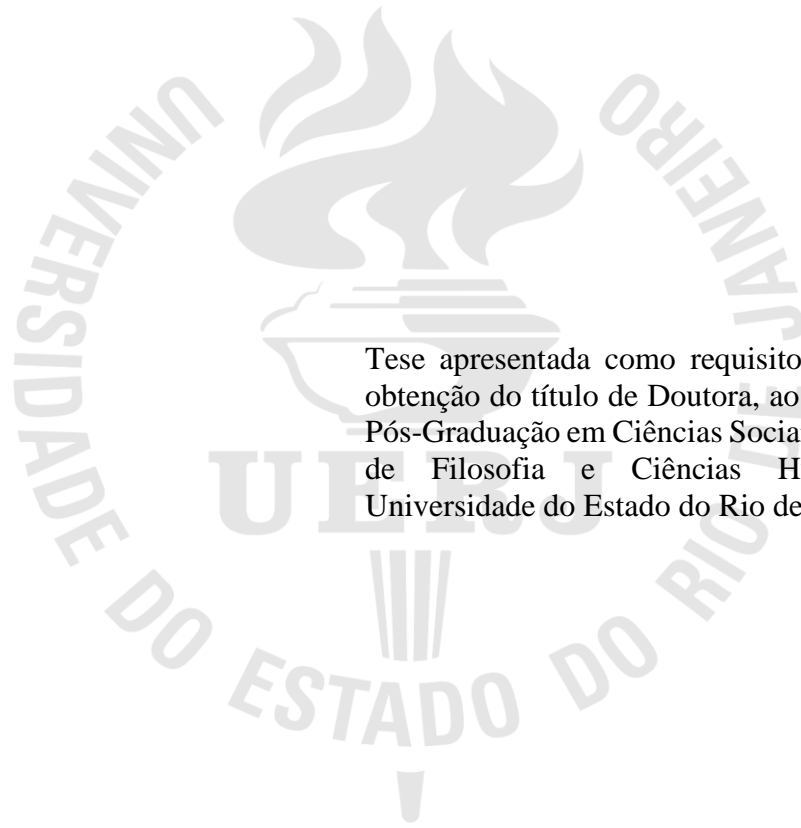 UNIVERSIDADE DO ESTADO DO RIO DE JANEIRO
UERJ
Tese apresentada como requisito
obtenção do título de Doutora, ao
Pós-Graduação em Ciências Sociai
de Filosofia e Ciências H
Universidade do Estado do Rio de